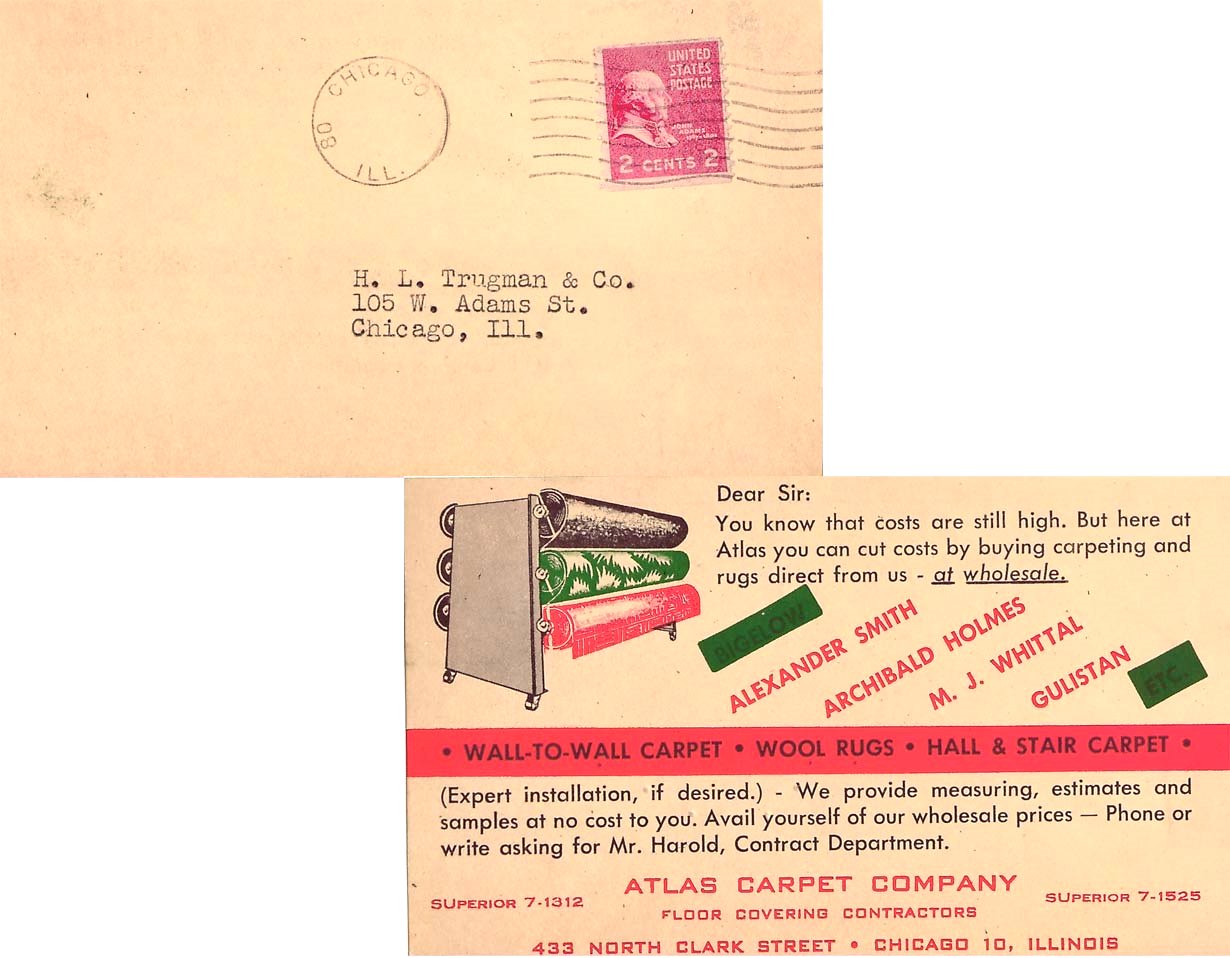 CHICAGO
80
ILL.
UNITED
STATES
POSTAGE
JOHN
ADAMS
2 CENTS 2
H. L. Trugman & Co.
105 W. Adams St.
Chicago, Ill.
Dear Sir:
You know that costs are still high. But here at
Atlas you can cut costs by buying carpeting and
rugs direct from us - at wholesale.
BIGELOW
ALEXANDER SMITH
ARCHIBALD HOLMES
M. J. WHITTAL
GULISTAN
ETC.
• WALL-TO-WALL CARPET • WOOL RUGS • HALL & STAIR CARPET •
(Expert installation, if desired.) - We provide measuring, estimates and
samples at no cost to you. Avail yourself of our wholesale prices — Phone or
write asking for Mr. Harold, Contract Department.
ATLAS CARPET COMPANY
SUPERIOR 7-1312
SUPERIOR 7-1525
FLOOR COVERING CONTRACTORS
433 NORTH CLARK STREET • CHICAGO 10, ILLINOIS